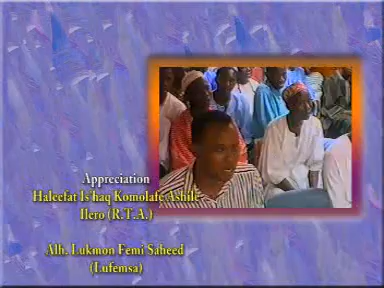 Appreciation
Haleefat Is'haq Komolafe Ashile
Ilero (R.T.A.)
Alh. Lukmon Femi Saheed
(Lufemsa)